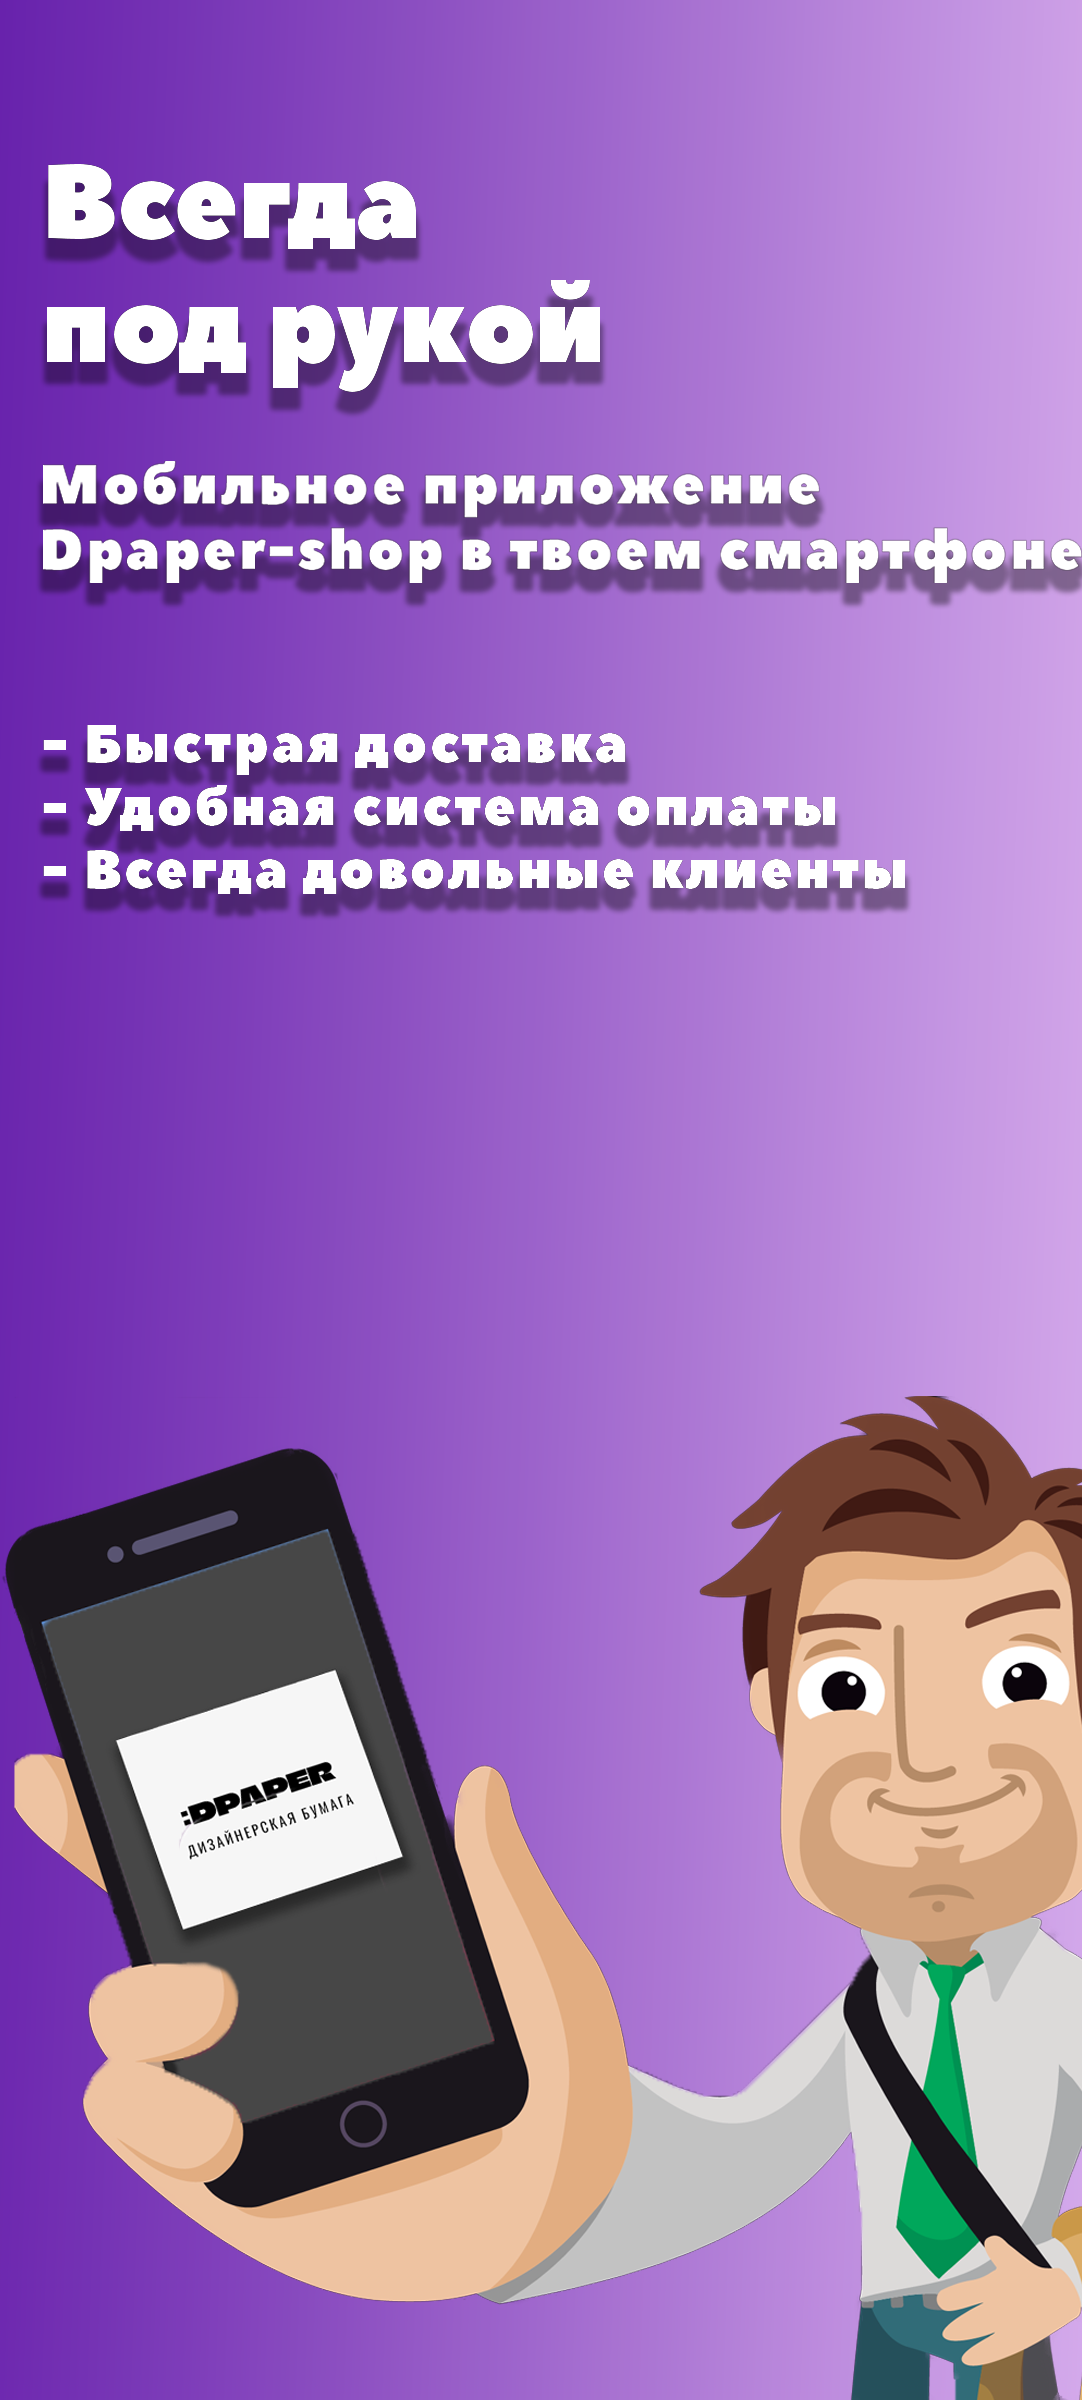 Всегда
под рукой
Мобильное приложение
Dpaper-shop в твоем смартфоне
- Быстрая доставка
- Удобная система оплаты
- Всегда довольные клиенты
:DPAPER
ДИЗАЙНЕРСКАЯ БУМАГА